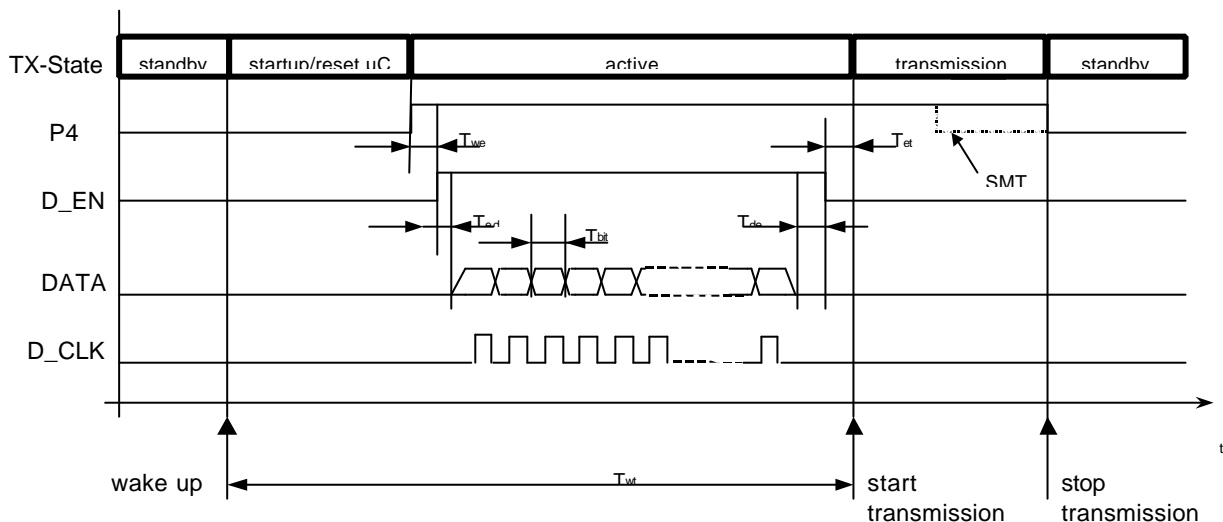 TX-State standby startup/reset µC active transmission standby
P4
Twe
Tet
SMT
D_EN
Ted
Tbit
Tde
DATA
D_CLK
t
wake up Twt start transmission stop transmission